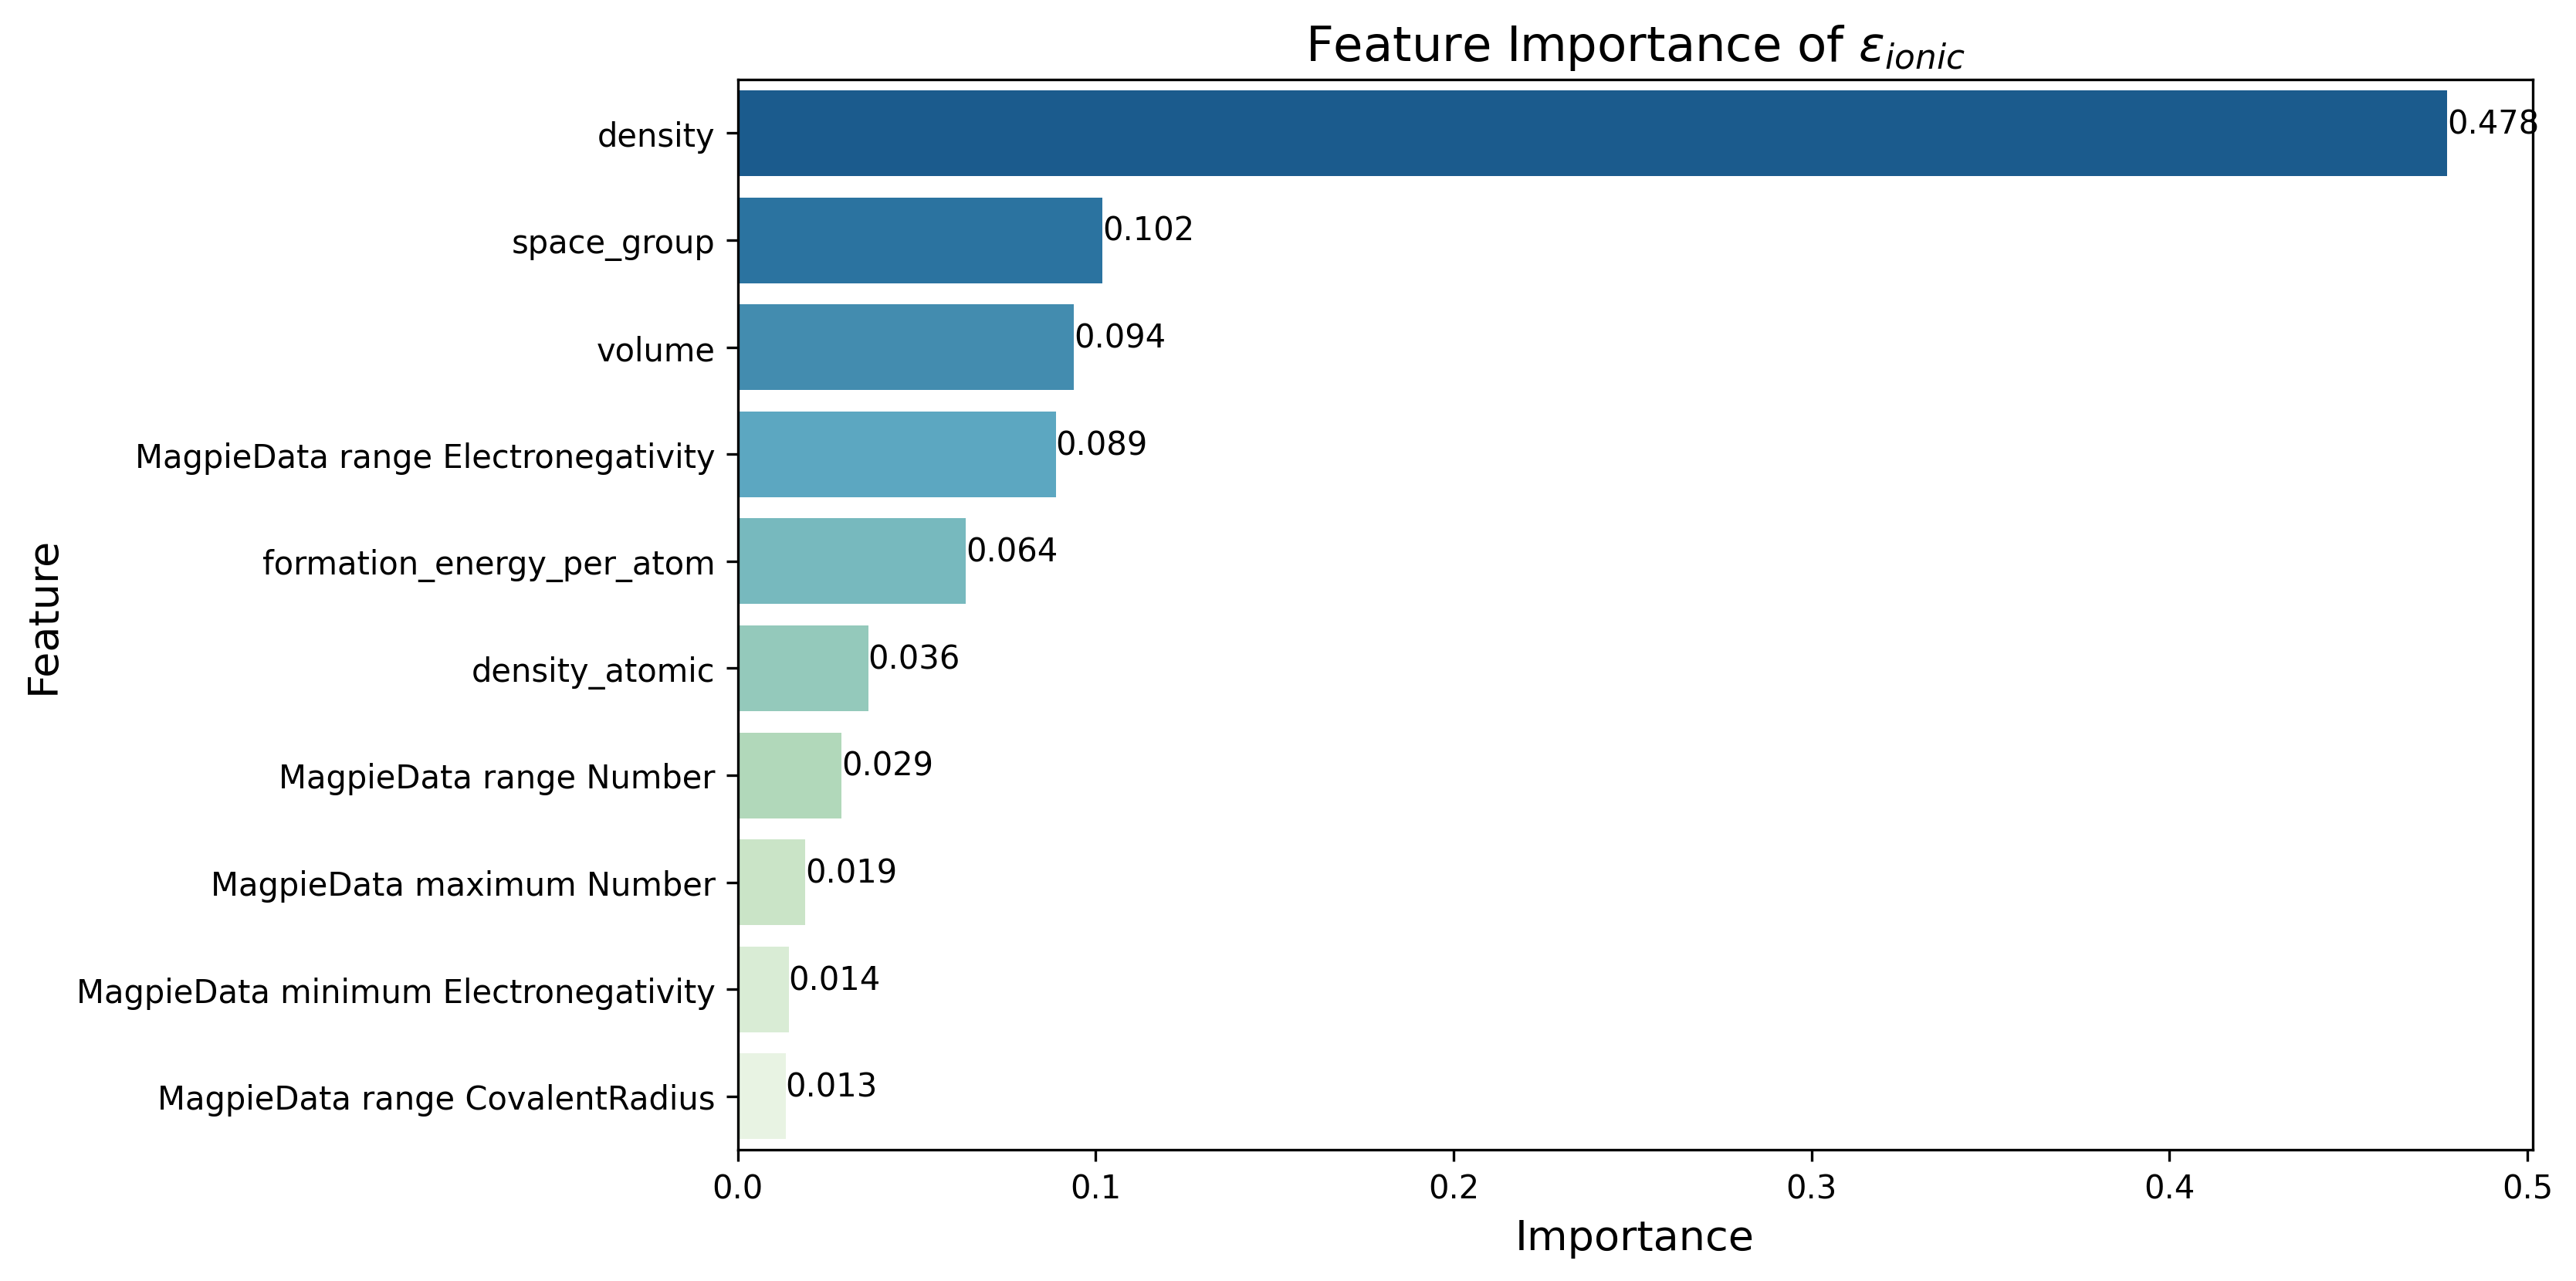 Feature Importance of ε_ionic
density
0.478
space_group
0.102
volume
0.094
MagpieData range Electronegativity
0.089
formation_energy_per_atom
0.064
density_atomic
0.036
MagpieData range Number
0.029
MagpieData maximum Number
0.019
MagpieData minimum Electronegativity
0.014
MagpieData range CovalentRadius
0.013
Feature
0.0 0.1 0.2 0.3 0.4 0.5
Importance